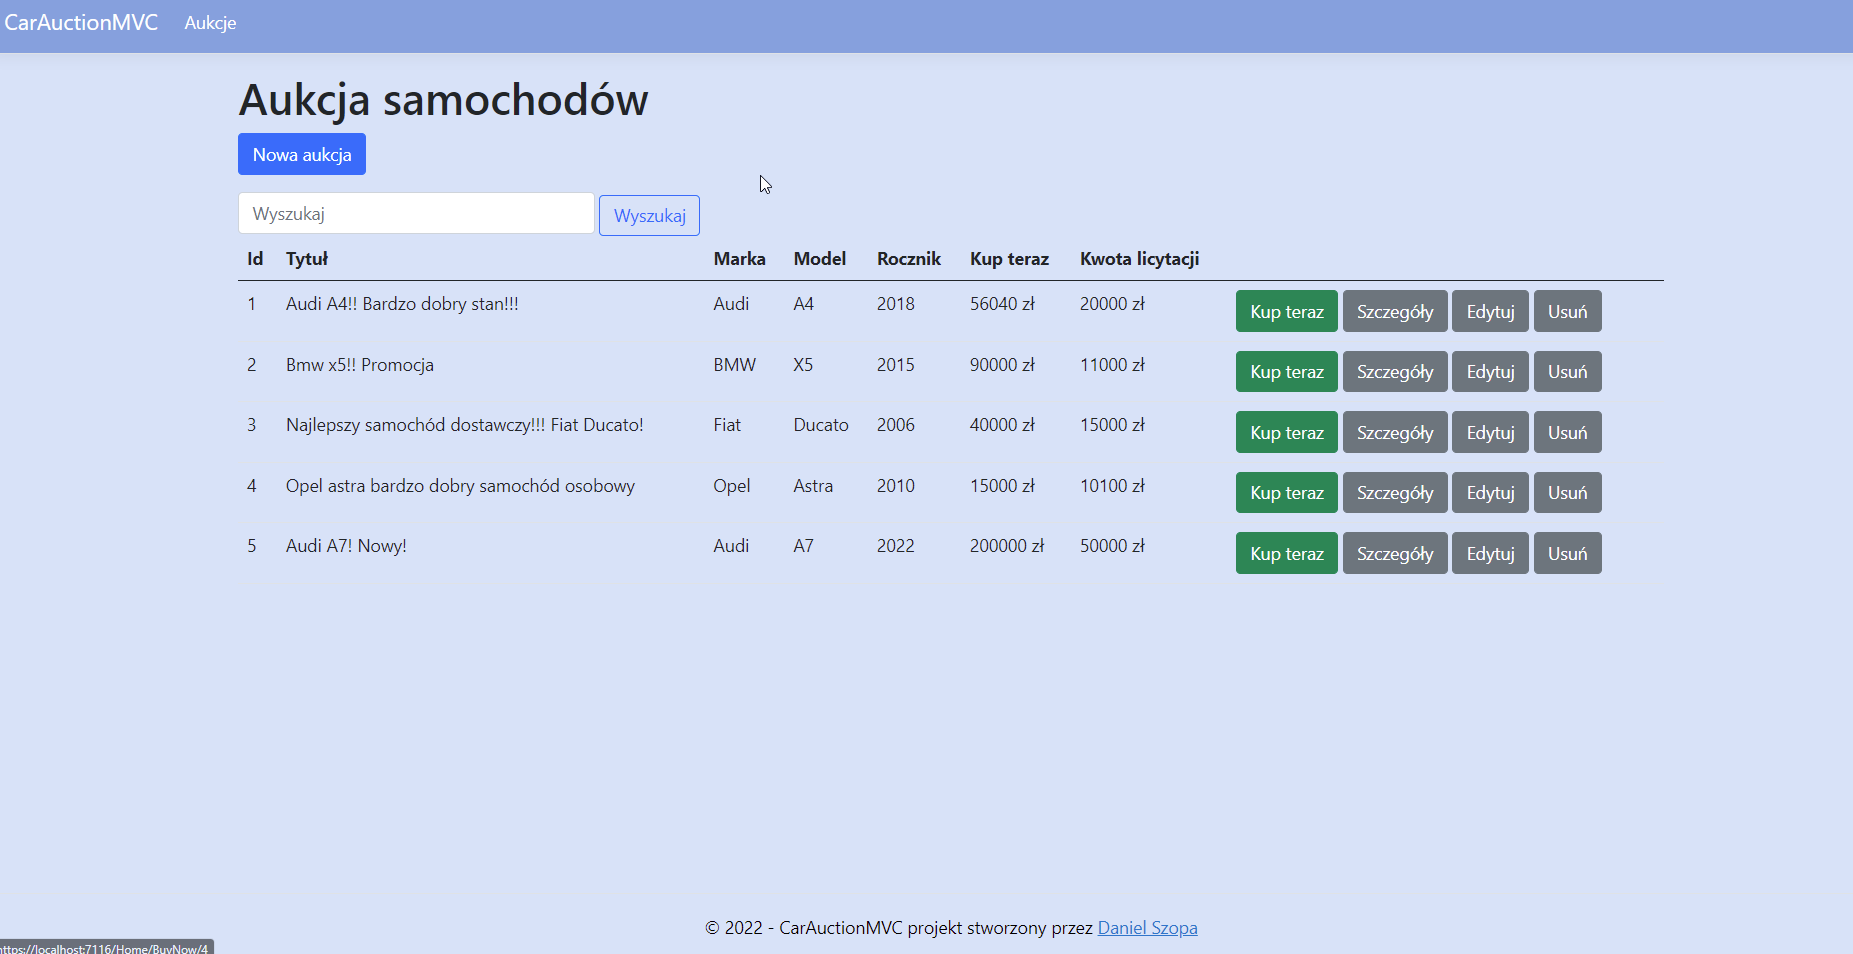 CarAuctionMVC Aukcje
Aukcja samochodów
Nowa aukcja
Wyszukaj Wyszukaj
Id Tytuł Marka Model Rocznik Kup teraz Kwota licytacji
1 Audi A4!! Bardzo dobry stan!!! Audi A4 2018 56040 zł 20000 zł Kup teraz Szczegóły Edytuj Usuń
2 Bmw x5!! Promocja BMW X5 2015 90000 zł 11000 zł Kup teraz Szczegóły Edytuj Usuń
3 Najlepszy samochód dostawczy!!! Fiat Ducato! Fiat Ducato 2006 40000 zł 15000 zł Kup teraz Szczegóły Edytuj Usuń
4 Opel astra bardzo dobry samochód osobowy Opel Astra 2010 15000 zł 10100 zł Kup teraz Szczegóły Edytuj Usuń
5 Audi A7! Nowy! Audi A7 2022 200000 zł 50000 zł Kup teraz Szczegóły Edytuj Usuń
© 2022 - CarAuctionMVC projekt stworzony przez Daniel Szopa
https://localhost:7116/Home/BuyNow/4